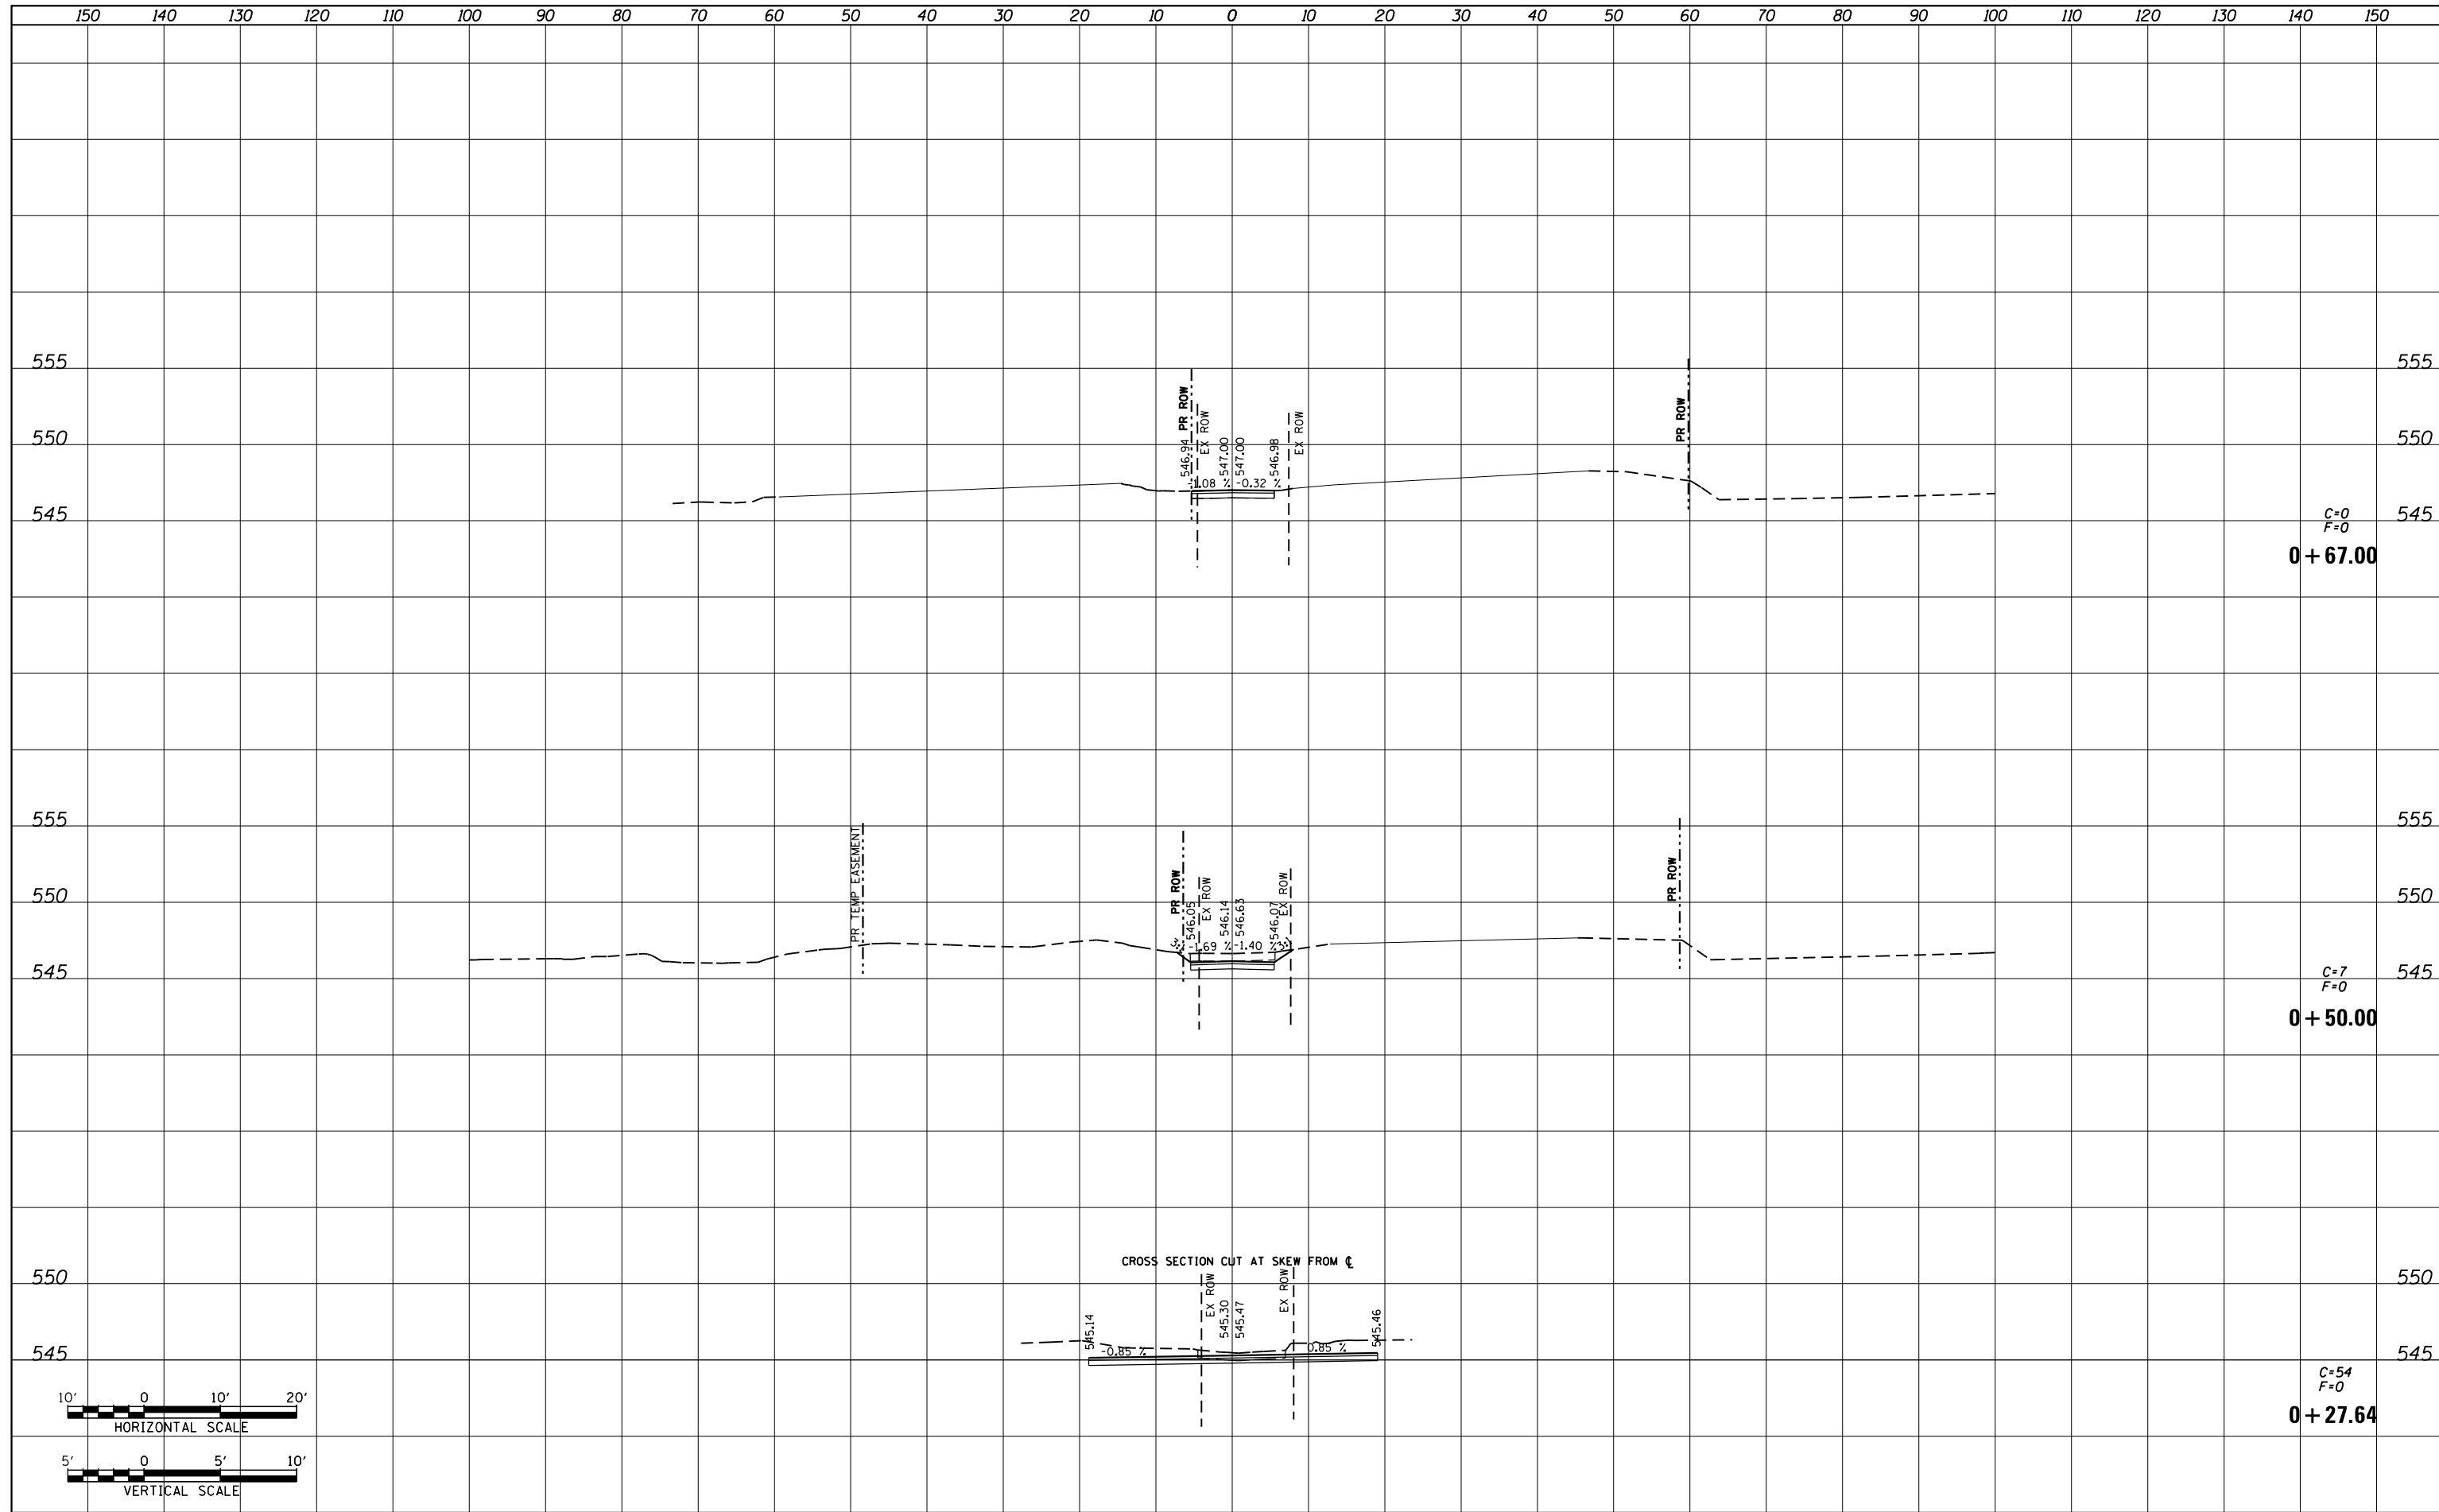 150 140 130 120 110 100 90 80 70 60 50 40 30 20 10 0 10 20 30 40 50 60 70 80 90 100 110 120 130 140 150
555 555
PR ROW
PR ROW
EX ROW
EX ROW
550 550
546.94 547.00 547.00 546.98
-1.08 % -0.32 %
545 545
C=0
F=0
0+67.00
555 555
PR TEMP EASEMENT
PR ROW
PR ROW
EX ROW
EX ROW
550 550
546.05 546.14 546.63 546.07
3:1 -1.69 % -1.40 % 3:1
545 545
C=7
F=0
0+50.00
CROSS SECTION CUT AT SKEW FROM ℄
EX ROW
EX ROW
550 550
545.14 545.30 545.47 545.46
-0.85 % 0.85 %
545 545
C=54
F=0
0+27.64
10' 0 10' 20'
HORIZONTAL SCALE
5' 0 5' 10'
VERTICAL SCALE